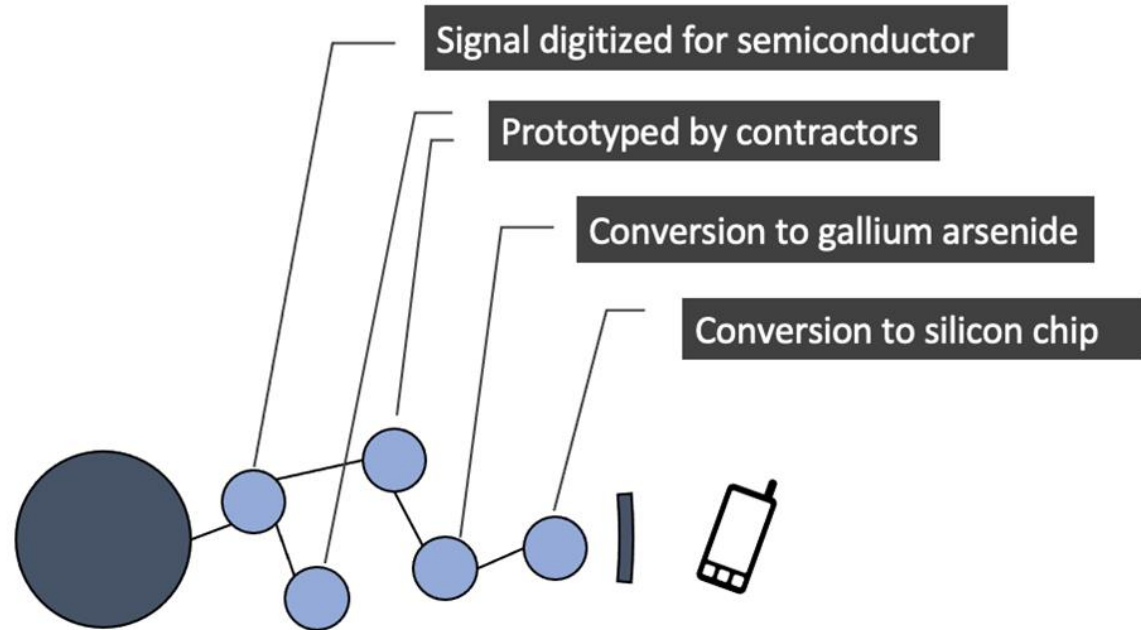 Signal digitized for semiconductor
Prototyped by contractors
Conversion to gallium arsenide
Conversion to silicon chip